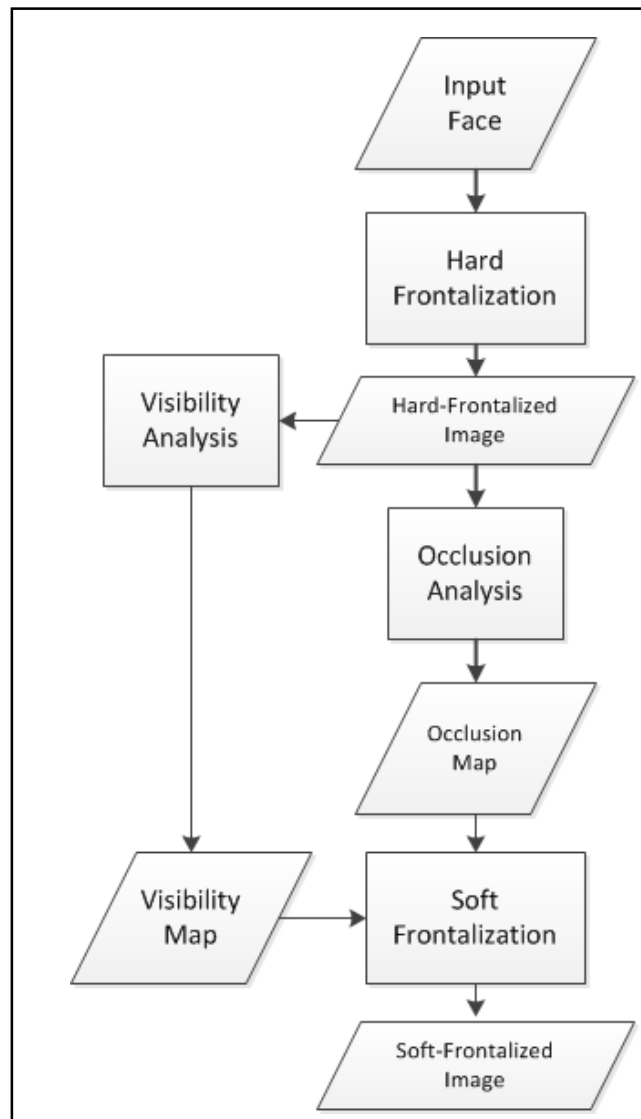 Input
Face
Hard
Frontalization
Hard-Frontalized
Image
Visibility
Analysis
Occlusion
Analysis
Occlusion
Map
Visibility
Map
Soft
Frontalization
Soft-Frontalized
Image